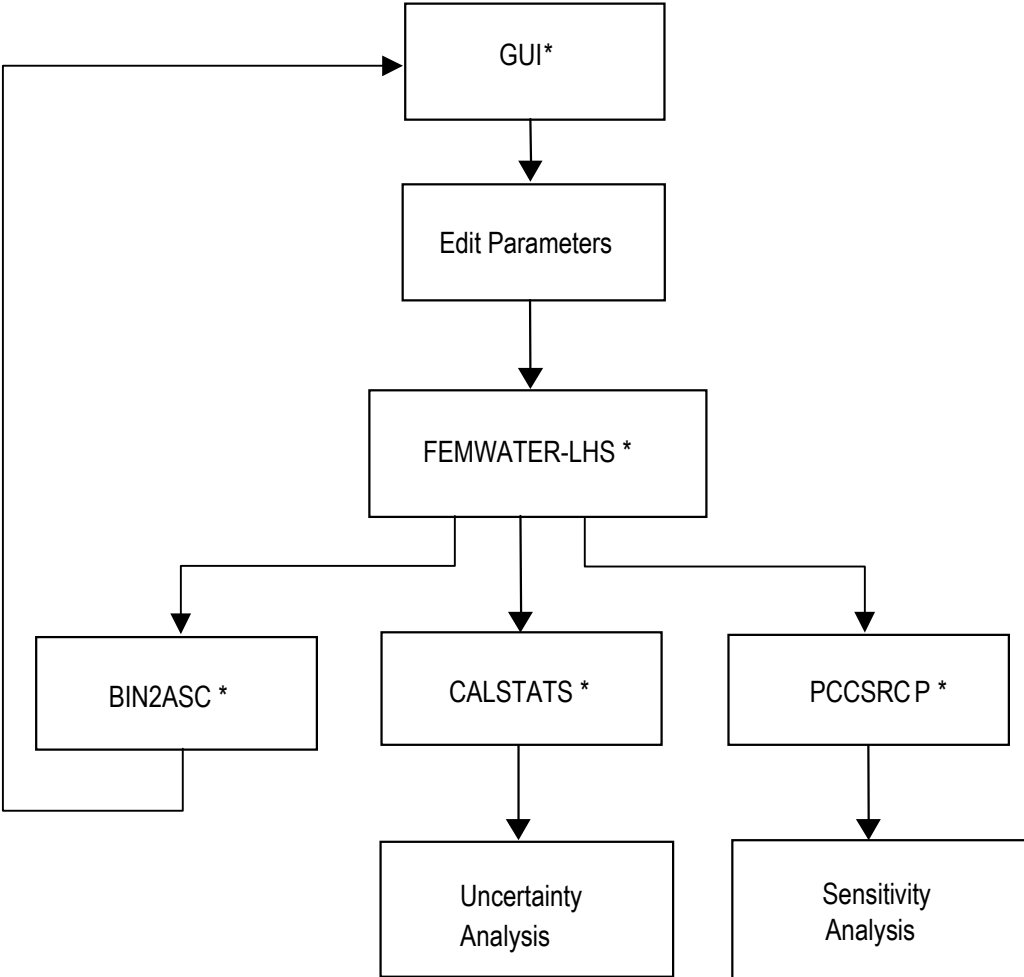 GUI*
Edit Parameters
FEMWATER-LHS *
BIN2ASC *
CALSTATS *
PCCSRC P *
Uncertainty
Analysis
Sensitivity
Analysis